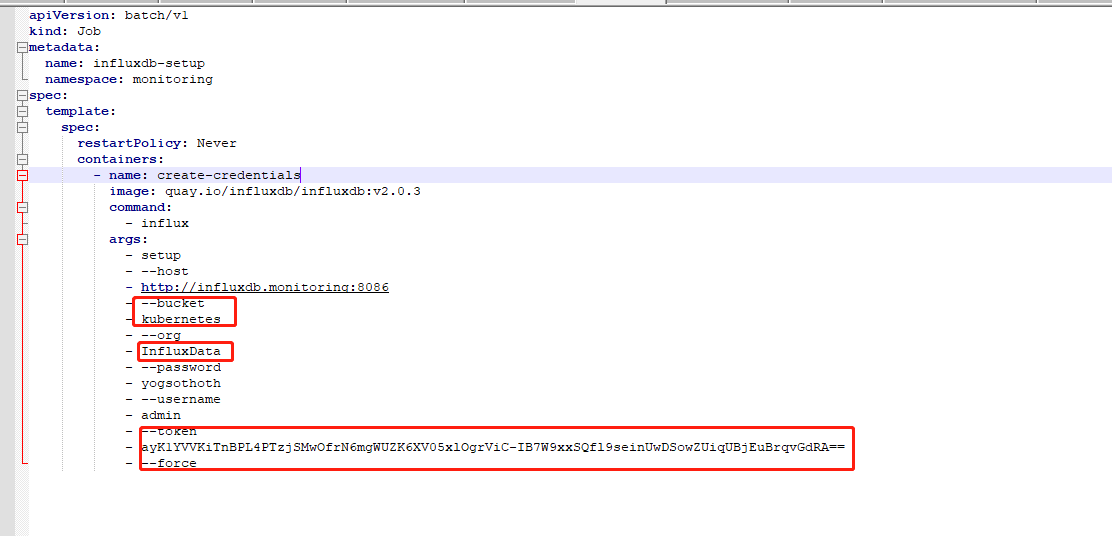 apiVersion: batch/v1
kind: Job
metadata:
name: influxdb-setup
namespace: monitoring
spec:
template:
spec:
restartPolicy: Never
containers:
- name: create-credentials
image: quay.io/influxdb/influxdb:v2.0.3
command:
- influx
args:
- setup
- --host
- http://influxdb.monitoring:8086
- --bucket
- kubernetes
- --org
- InfluxData
- --password
- yogsothoth
- --username
- admin
- --token
- ayKlYVVKiTnBPL4PTzjSMwOfrN6mgWUZK6XV05xlOgrViC-IB7W9xxSQfl9seinUwDSowZUiqUBjEuBrqvGdRA==
- --force